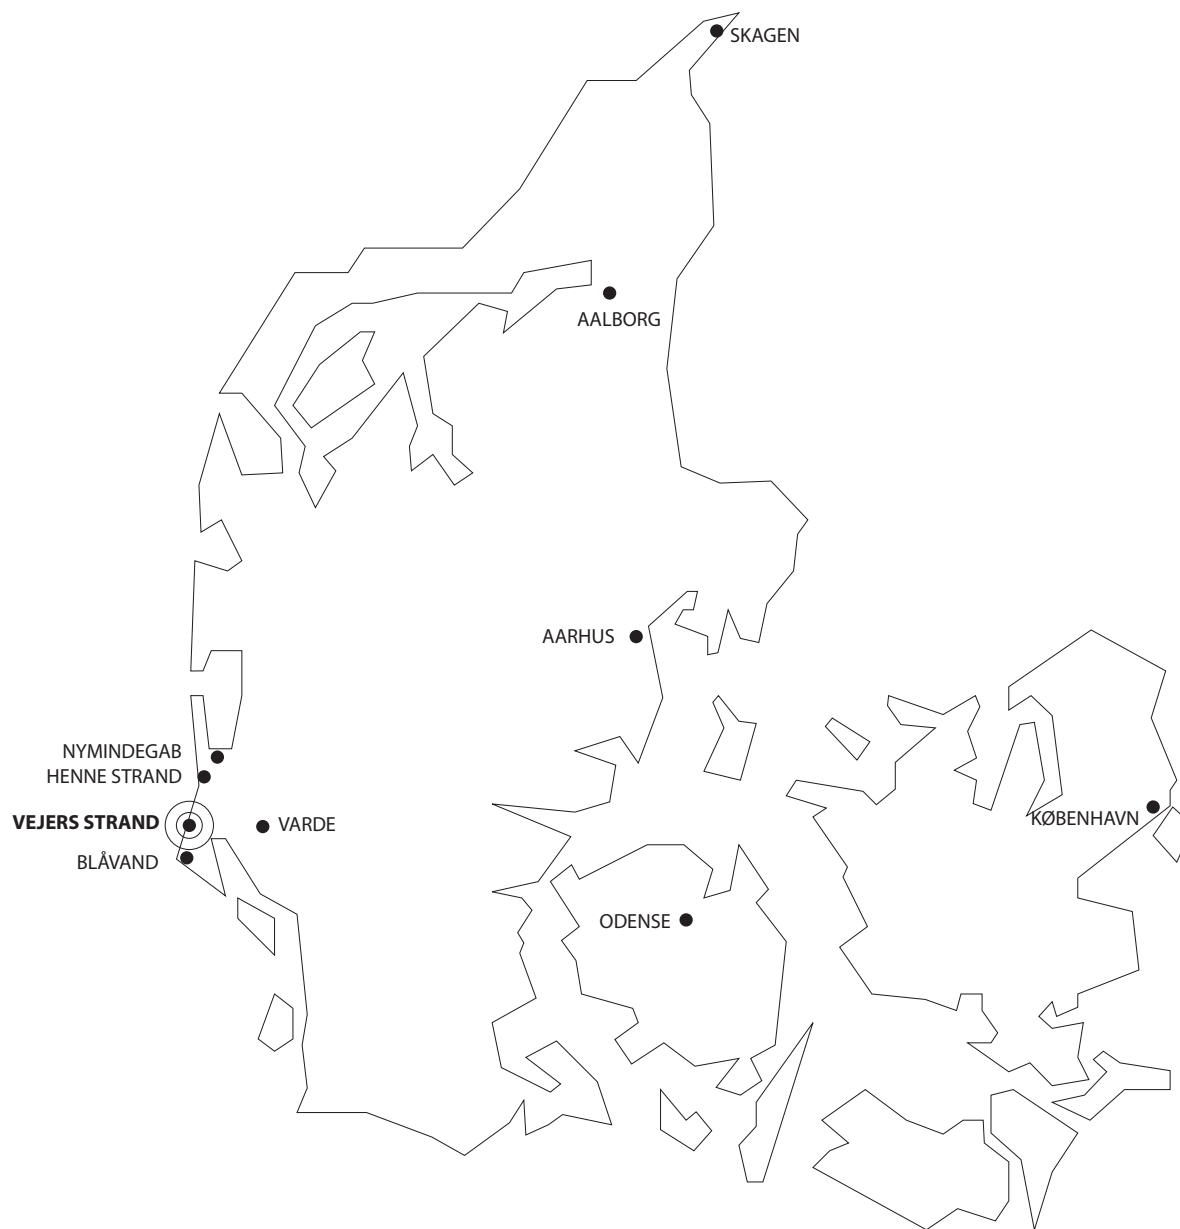 SKAGEN
AALBORG
AARHUS
NYMINDEGAB
HENNE STRAND
VEJERS STRAND
VARDE
KØBENHAVN
BLÅVAND
ODENSE